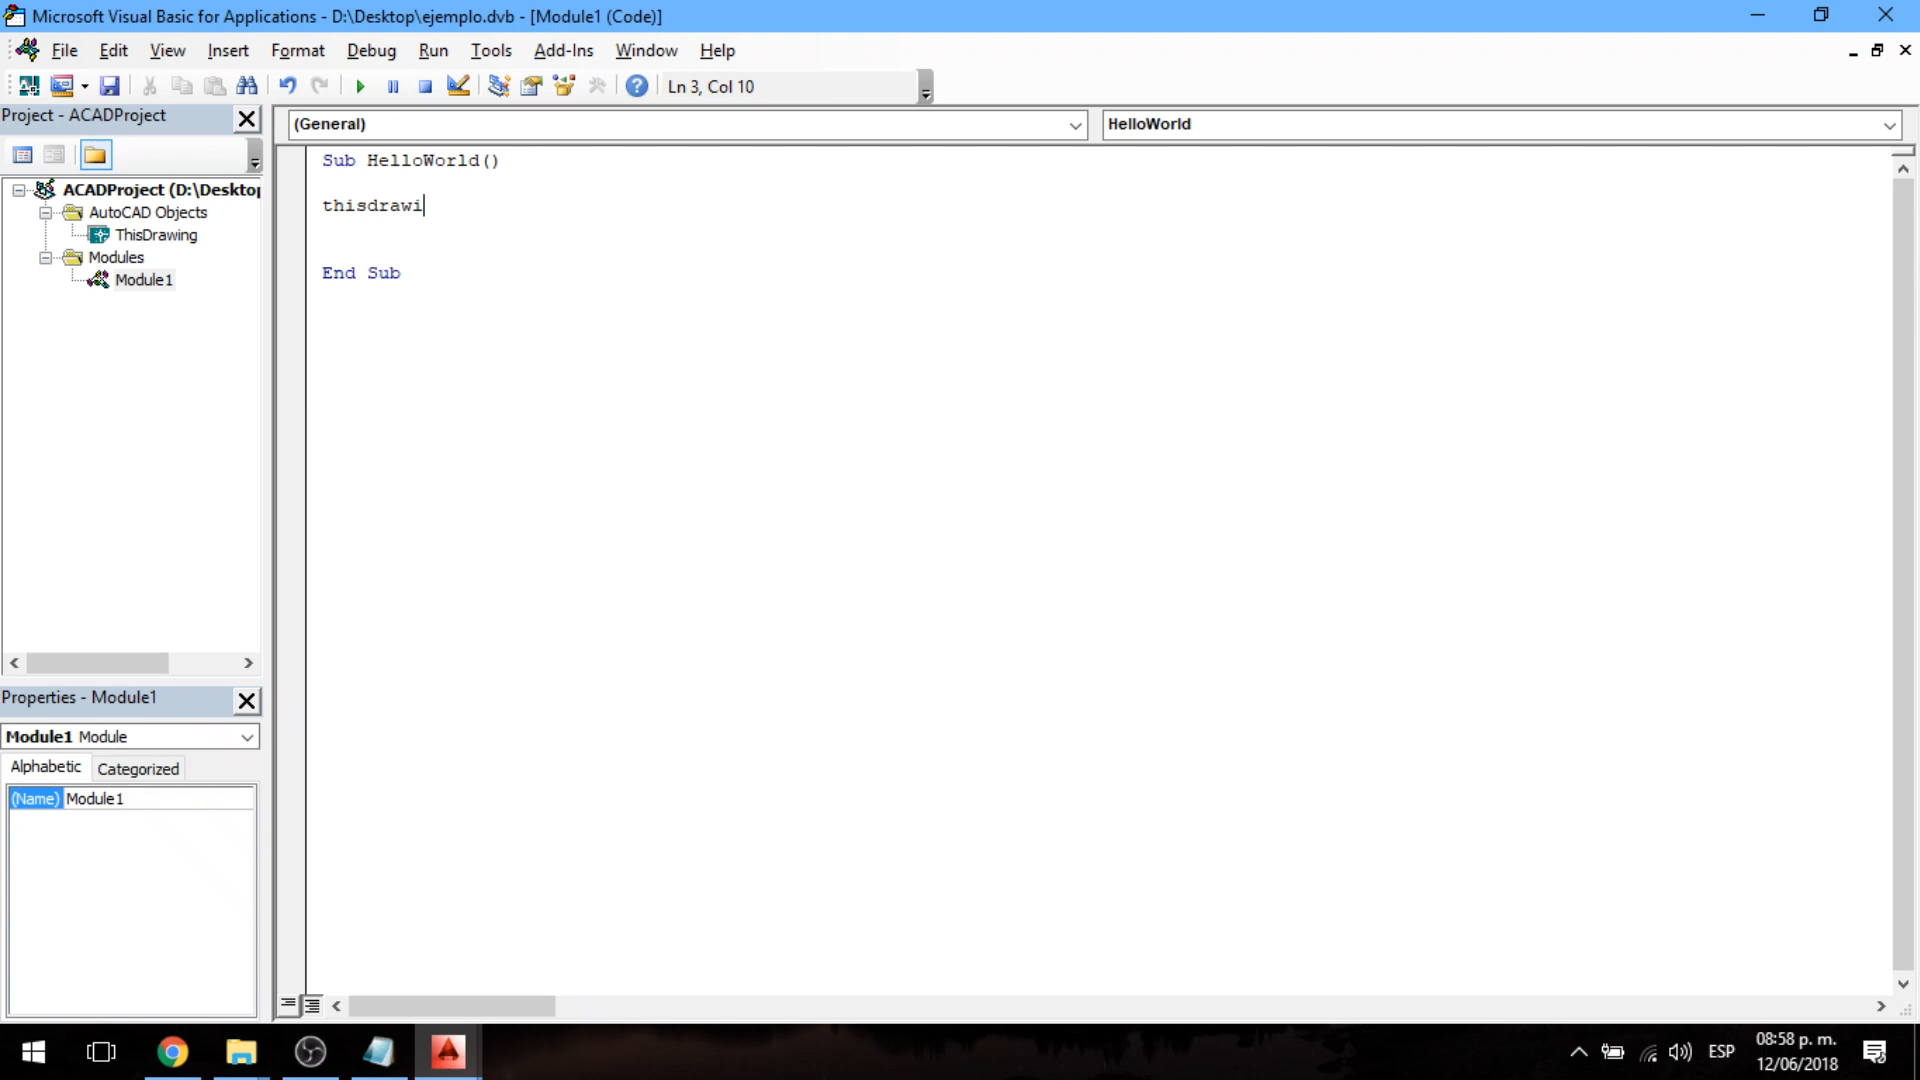 Microsoft Visual Basic for Applications - D:\Desktop\ejemplo.dvb - [Module1 (Code)]
File Edit View Insert Format Debug Run Tools Add-Ins Window Help
Ln 3, Col 10
Project - ACADProject
(General)
HelloWorld
ACADProject (D:\Desktop
AutoCAD Objects
ThisDrawing
Modules
Module1
Sub HelloWorld()
thisdrawi
End Sub
Properties - Module1
Module1 Module
Alphabetic Categorized
(Name) Module1
ESP
08:58 p. m.
12/06/2018